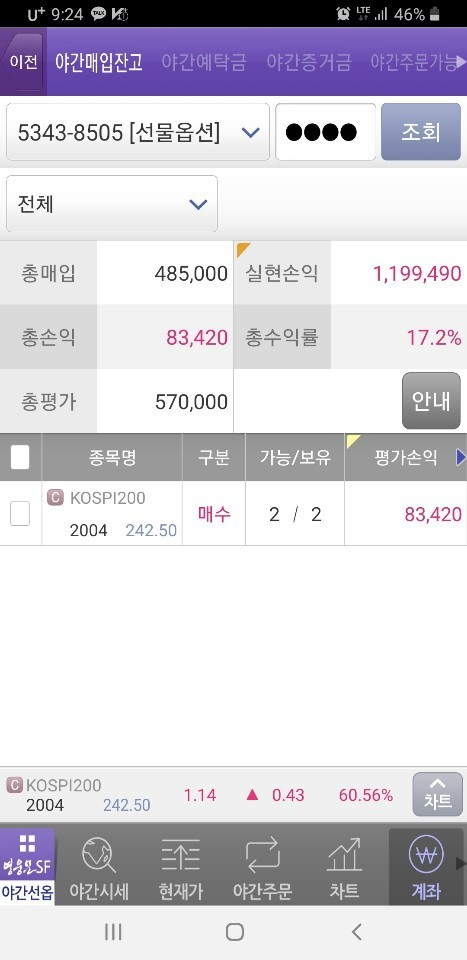 U+ 9:24 TALK LTE 46%
이전 야간매입잔고 야간예탁금 야간증거금 야간주문가능
5343-8505 [선물옵션] ●●●● 조회
전체
총매입 485,000 실현손익 1,199,490
총손익 83,420 총수익률 17.2%
총평가 570,000 안내
종목명 구분 가능/보유 평가손익
C KOSPI200 매수 2 / 2 83,420
2004 242.50
C KOSPI200 1.14 ▲ 0.43 60.56% 차트
2004 242.50
영웅문SF
야간선옵 야간시세 현재가 야간주문 차트 계좌